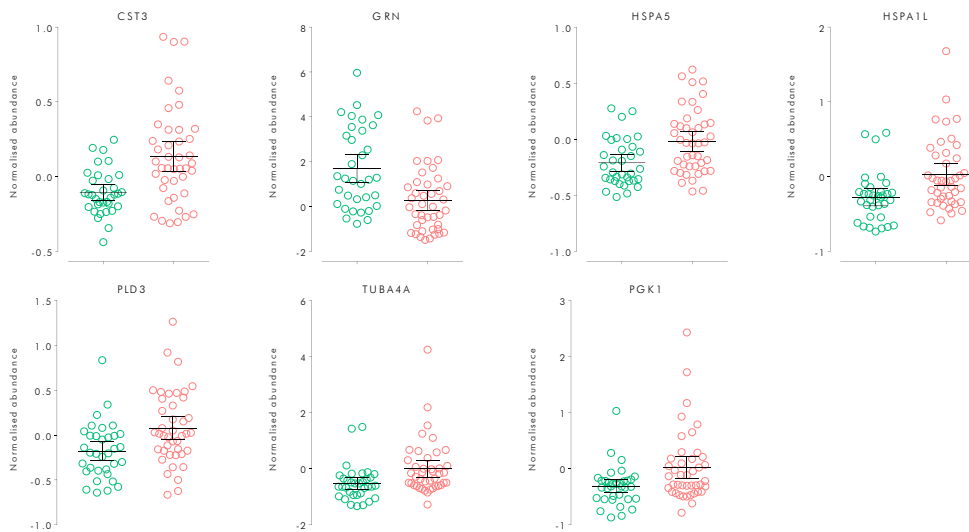 CST3
GRN
HSPA5
HSPA1L
1.0
0.5
0.0
-0.5
Normalised abundance
8
6
4
2
0
-2
Normalised abundance
1.0
0.5
0.0
-0.5
-1.0
Normalised abundance
2
1
0
-1
Normalised abundance
PLD3
TUBA4A
PGK1
1.5
1.0
0.5
0.0
-0.5
-1.0
Normalised abundance
6
4
2
0
-2
Normalised abundance
3
2
1
0
-1
Normalised abundance